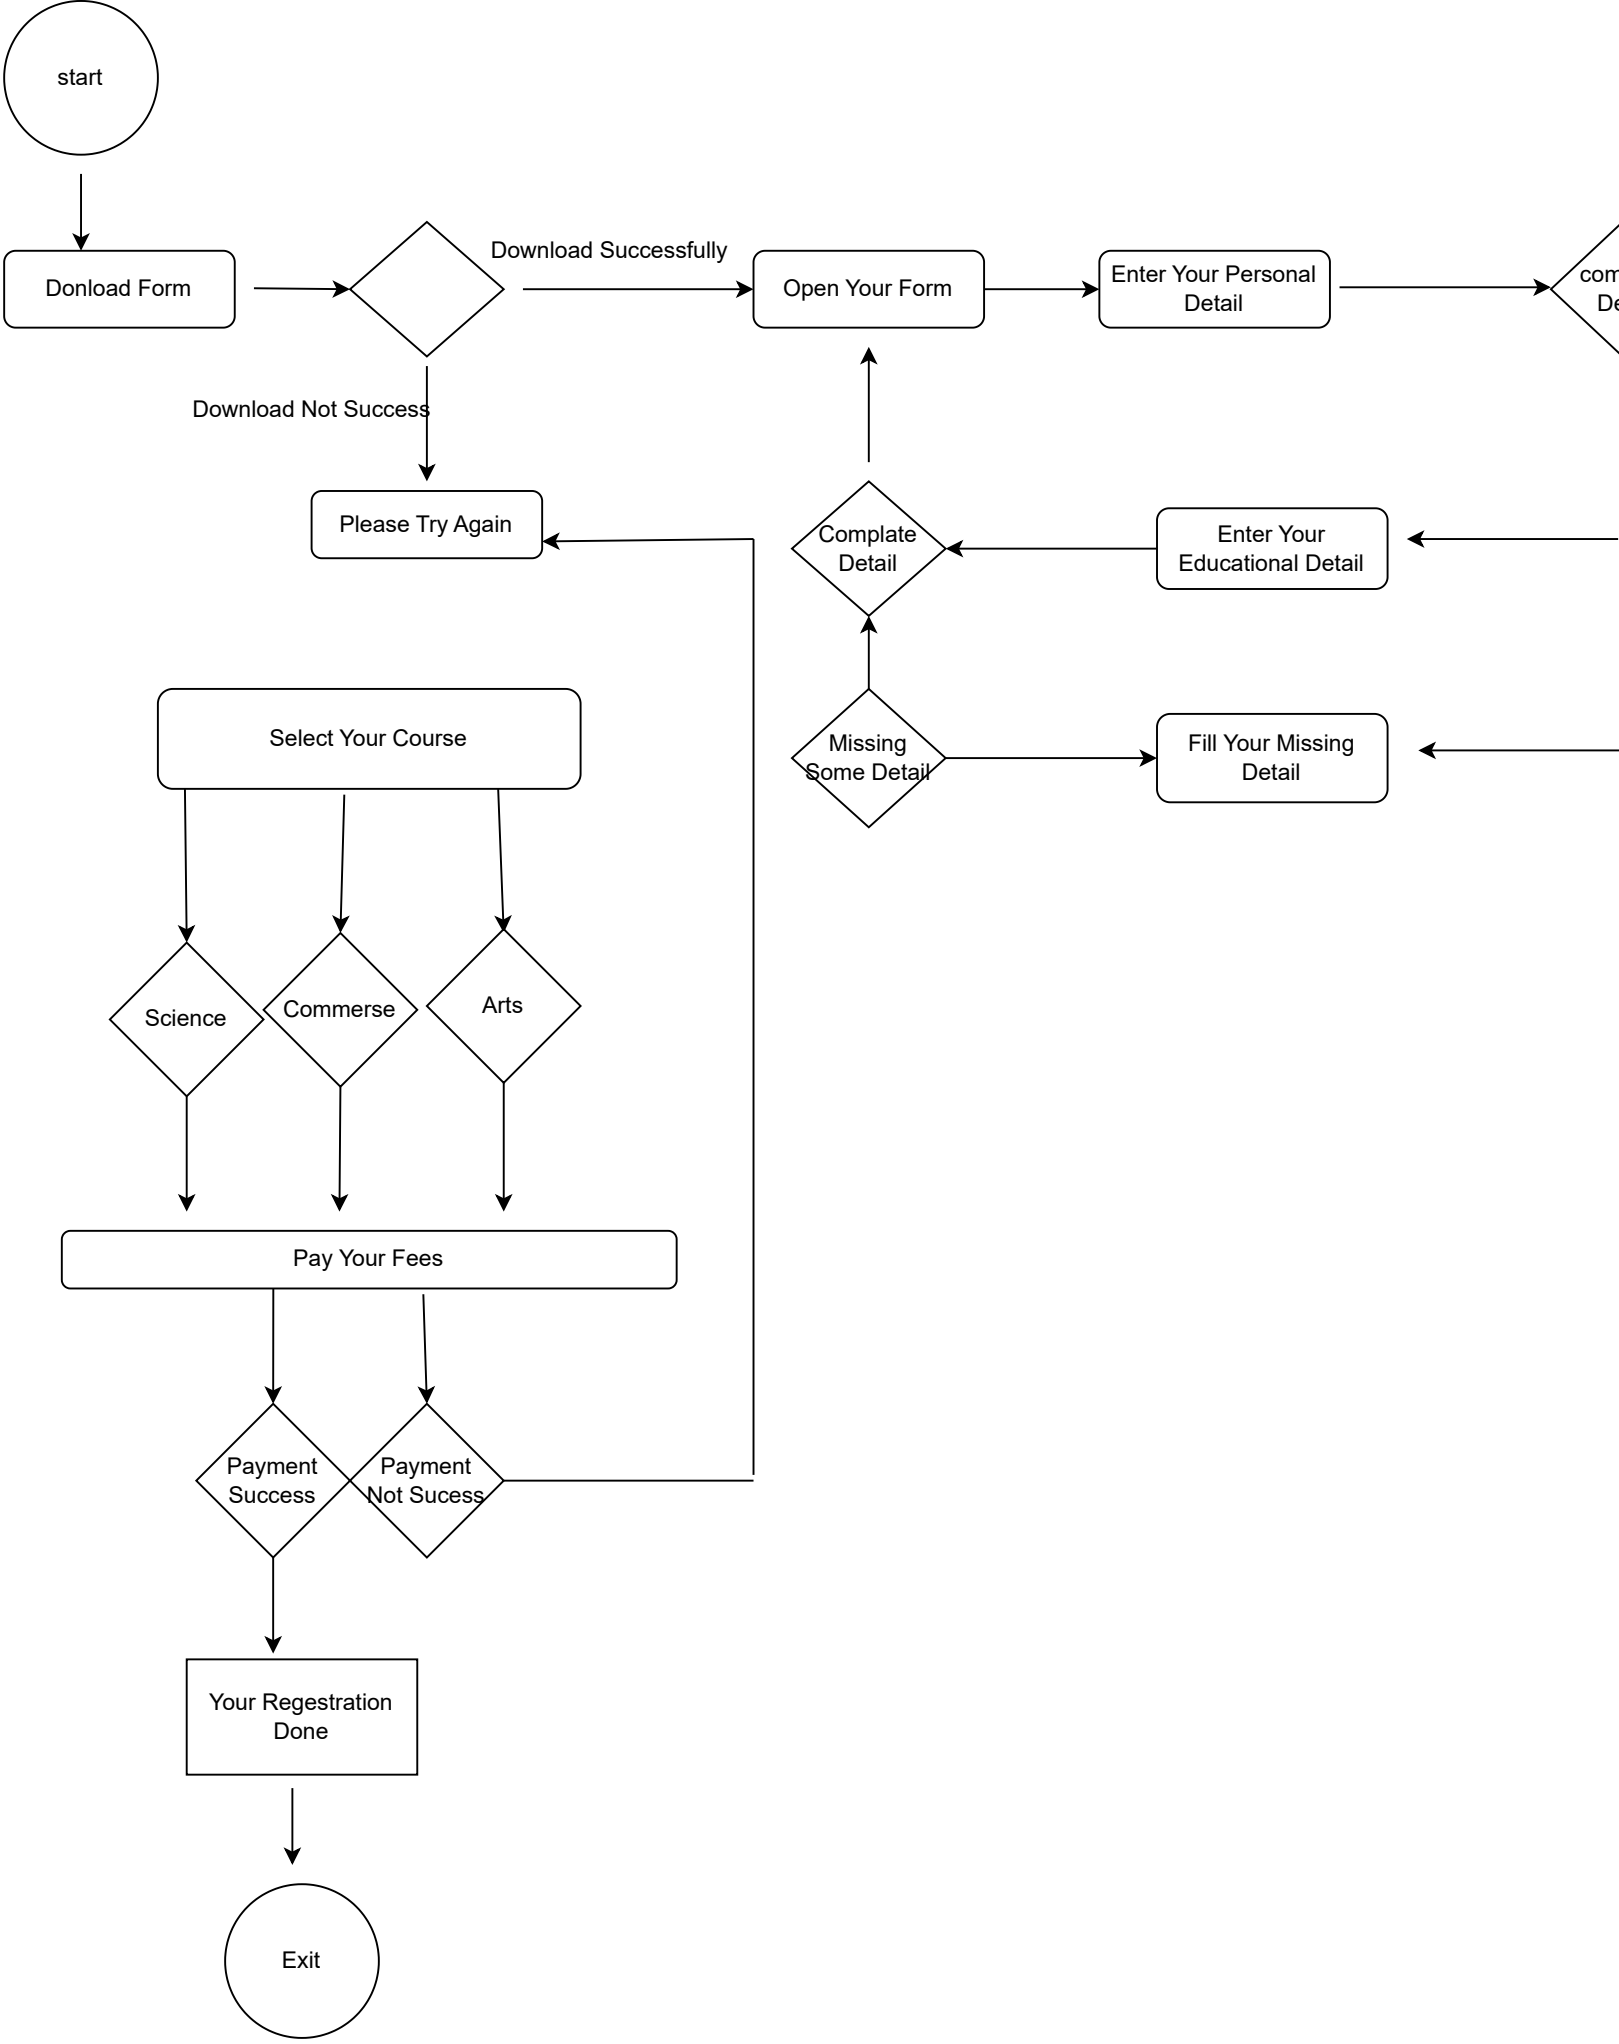 start
Donload Form
Download Successfully
Open Your Form
Enter Your Personal
Detail
Download Not Success
Please Try Again
Complate
Detail
Enter Your
Educational Detail
Missing
Some Detail
Fill Your Missing
Detail
Select Your Course
Science
Commerse
Arts
Pay Your Fees
Payment
Success
Payment
Not Sucess
Your Regestration
Done
Exit